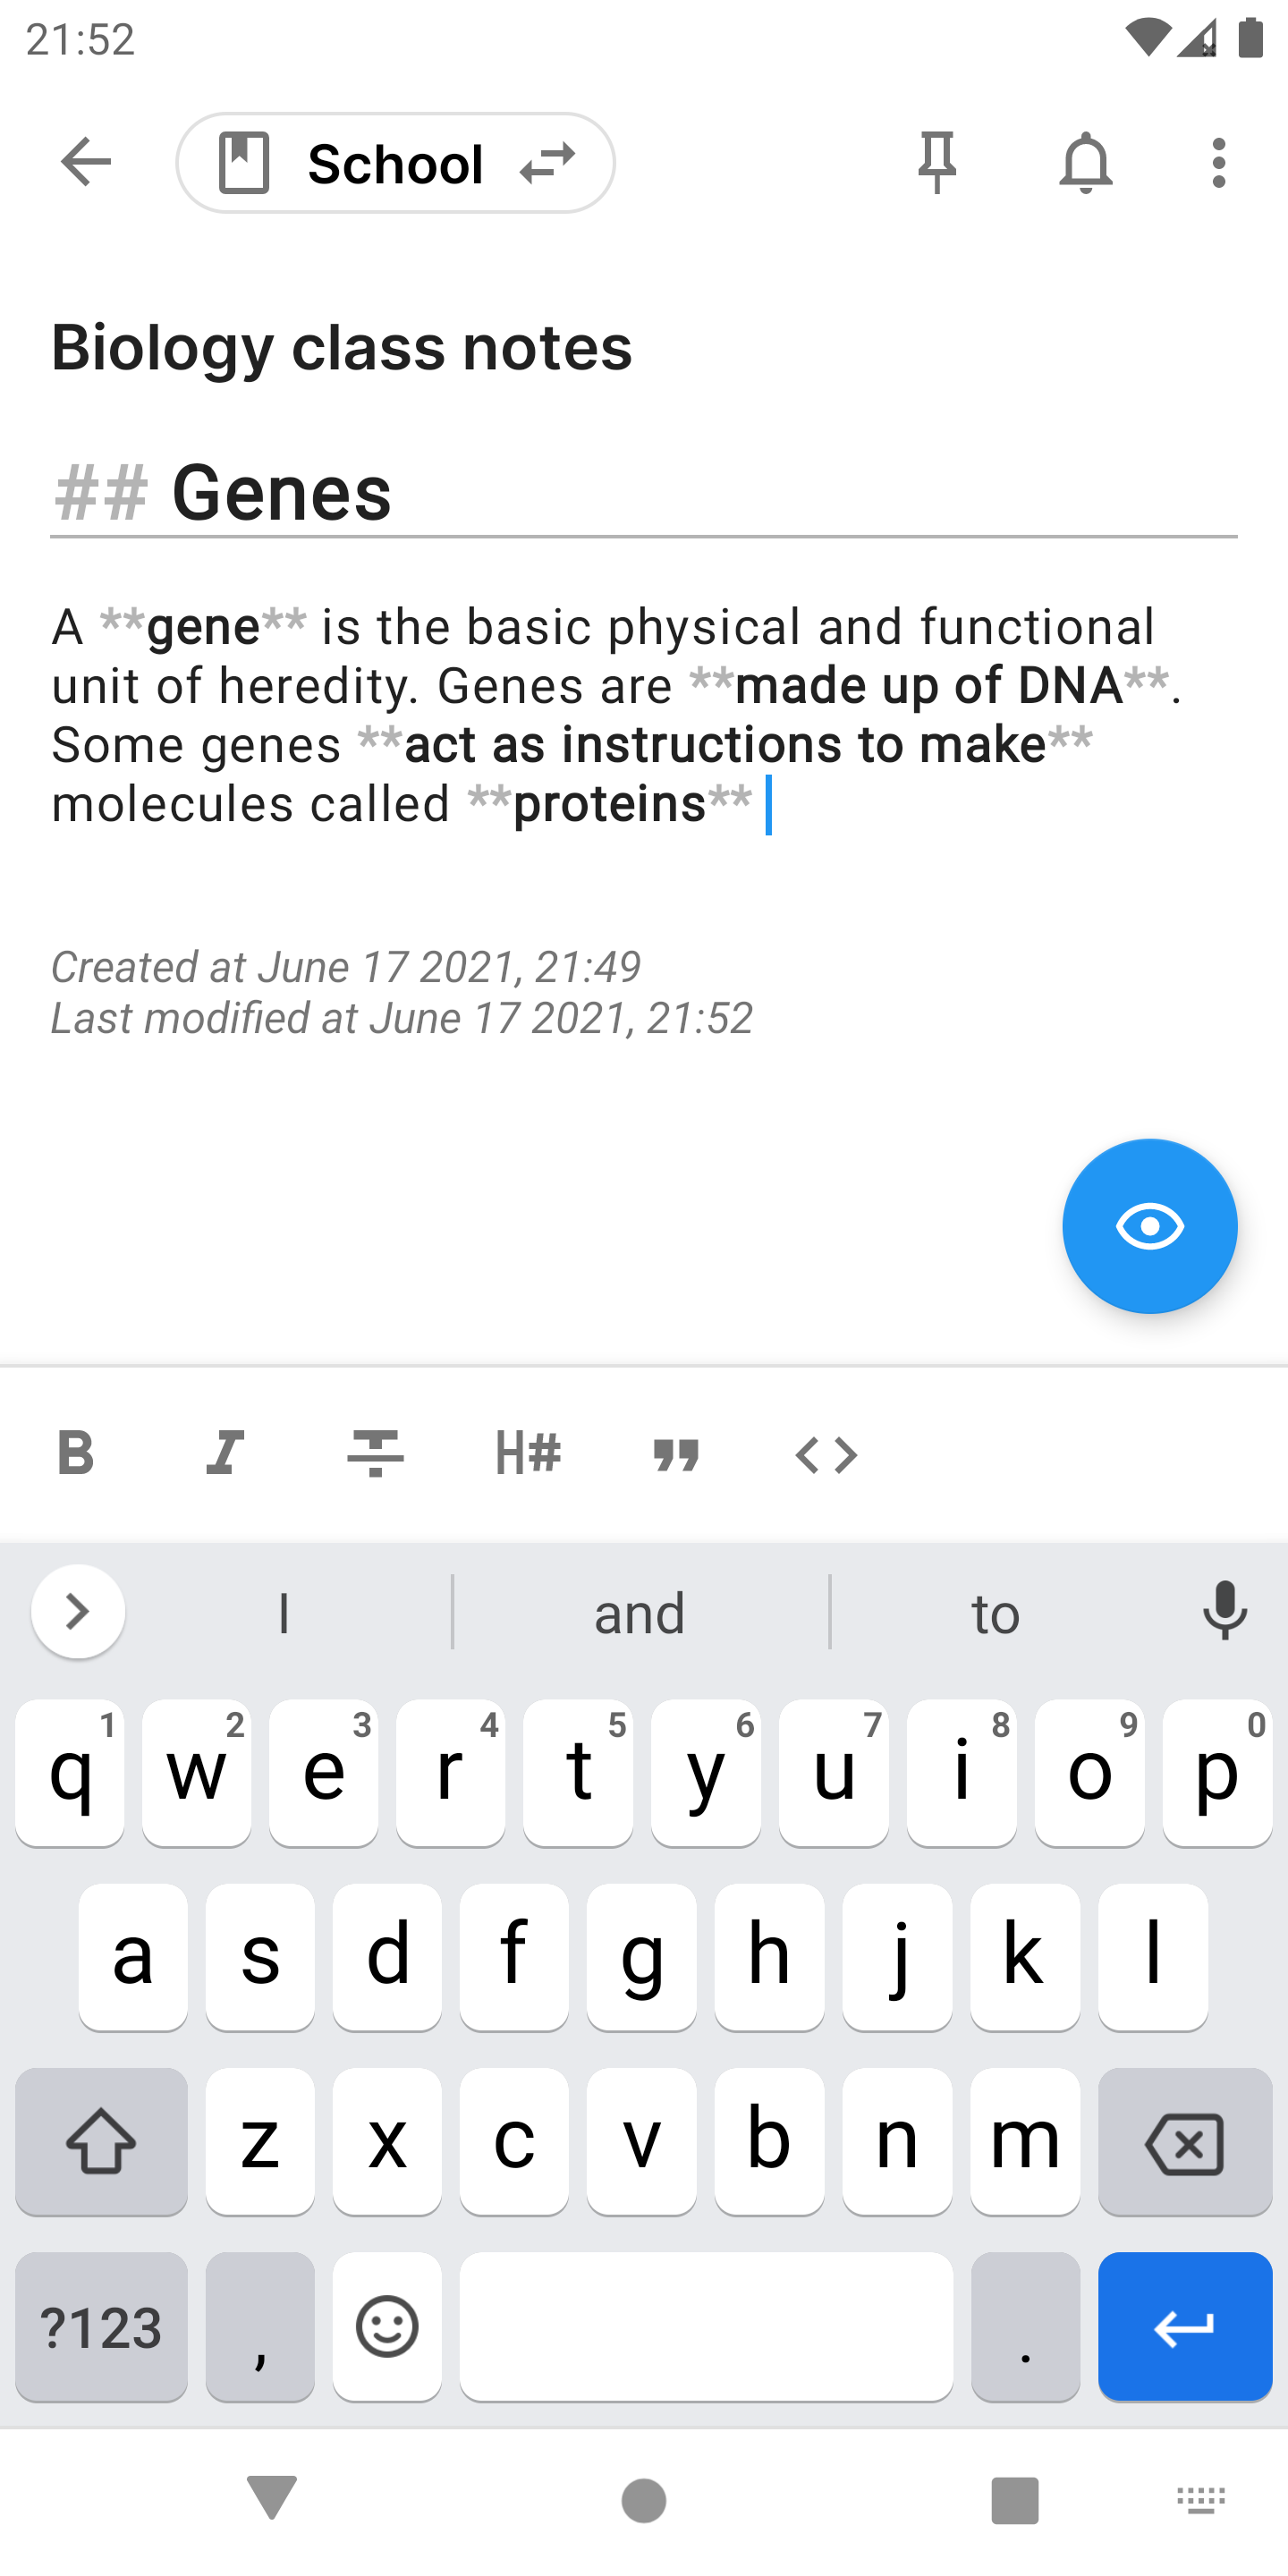 21:52
School
Biology class notes
## Genes
A **gene** is the basic physical and functional
unit of heredity. Genes are **made up of DNA**.
Some genes **act as instructions to make**
molecules called **proteins**
Created at June 17 2021, 21:49
Last modified at June 17 2021, 21:52
B I H# " <>
I and to
q 1 w 2 e 3 r 4 t 5 y 6 u 7 i 8 o 9 p 0
a s d f g h j k l
z x c v b n m
?123 , .